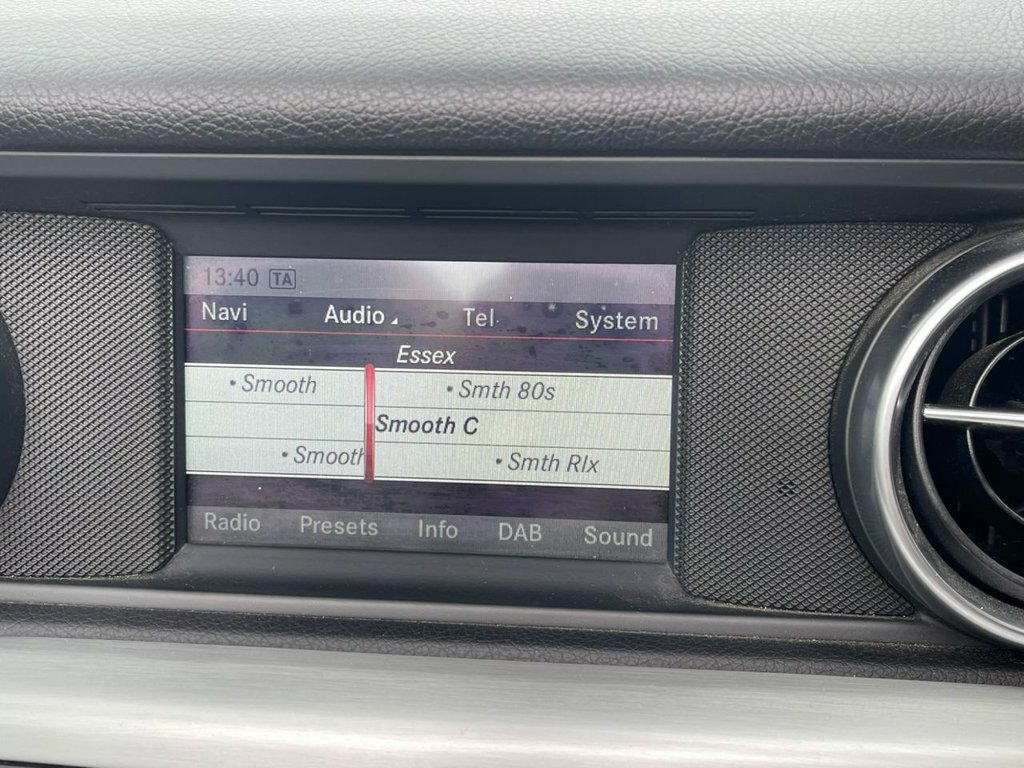 13:40 TA
Navi Audio Tel System
Essex
• Smooth • Smth 80s
Smooth C
• Smooth • Smth Rlx
Radio Presets Info DAB Sound